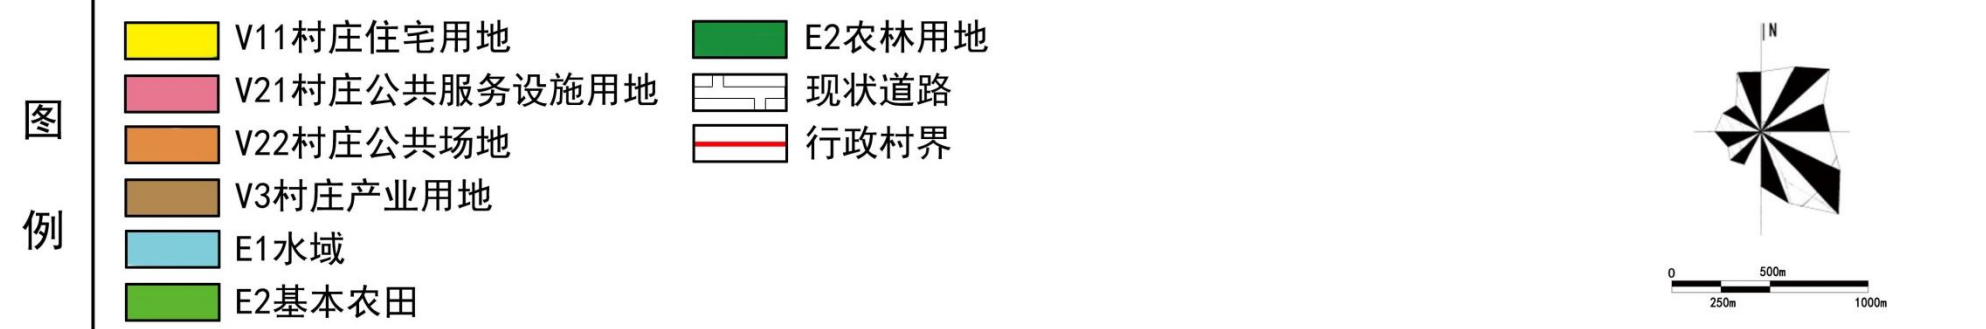 图例
V11村庄住宅用地
V21村庄公共服务设施用地
V22村庄公共场地
V3村庄产业用地
E1水域
E2基本农田
E2农林用地
现状道路
行政村界
N
0
500m
250m
1000m